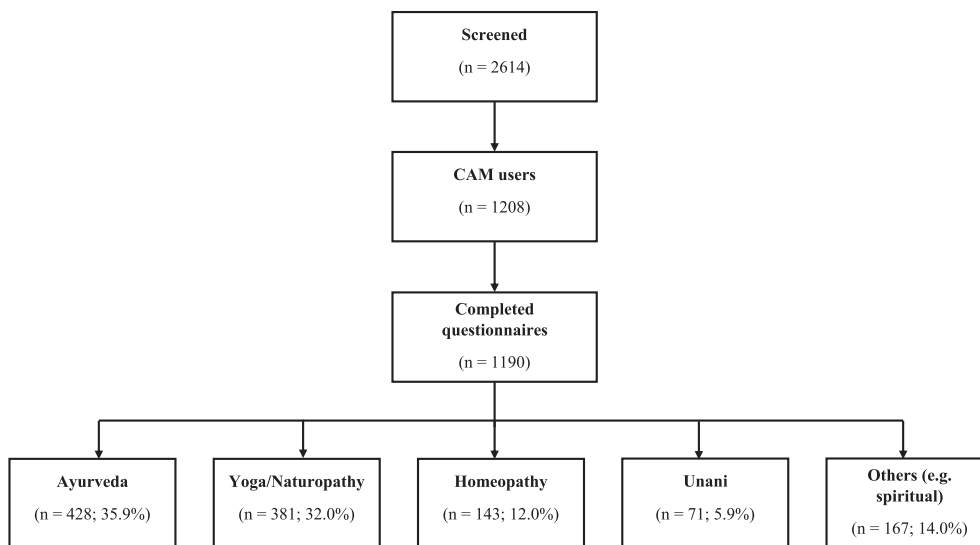 Screened
(n = 2614)
CAM users
(n = 1208)
Completed
questionnaires
(n = 1190)
Ayurveda
(n = 428; 35.9%)
Yoga/Naturopathy
(n = 381; 32.0%)
Homeopathy
(n = 143; 12.0%)
Unani
(n = 71; 5.9%)
Others (e.g.
spiritual)
(n = 167; 14.0%)